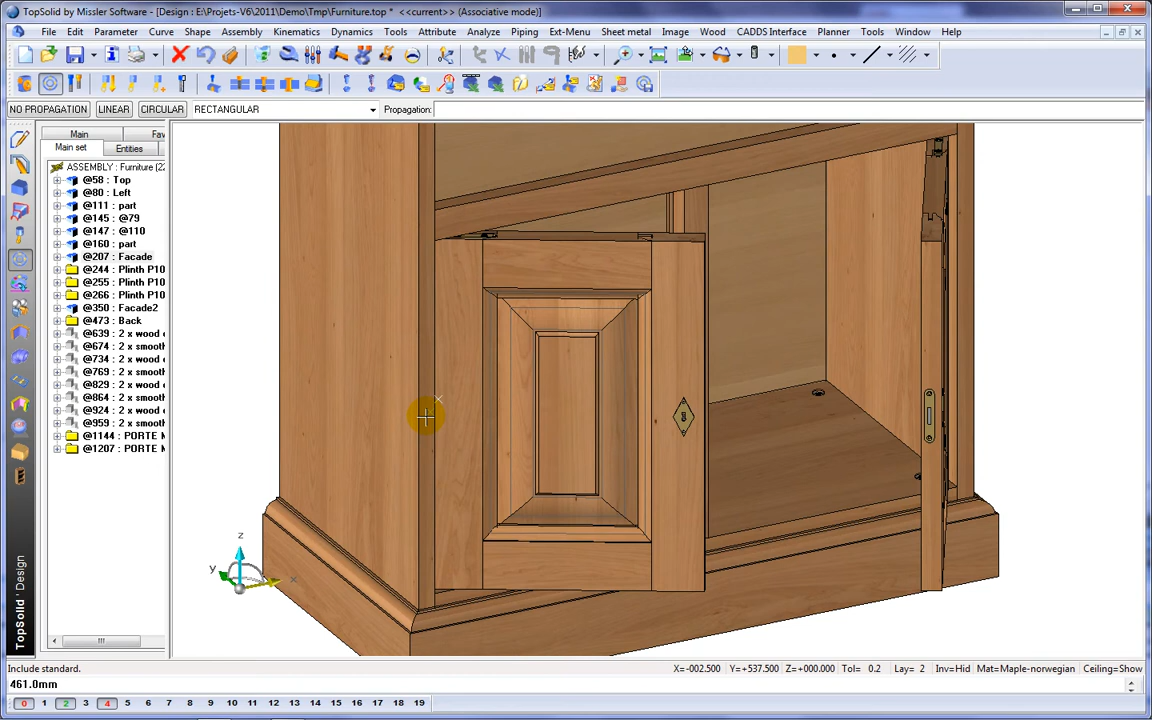 TopSolid by Missler Software - [Design : E:\Projets-V6\2011\Demo\Tmp\Furniture.top * <<current>> (Associative mode)]
File Edit Parameter Curve Shape Assembly Kinematics Dynamics Tools Attribute Analyze Piping Ext-Menu Sheet metal Image Wood CADDS Interface Planner Tools Window Help
NO PROPAGATION LINEAR CIRCULAR RECTANGULAR Propagation:
Main Fav
Main set Entities
ASSEMBLY : Furniture (22
@58 : Top
@80 : Left
@111 : part
@145 : @79
@147 : @110
@160 : part
@207 : Facade
@244 : Plinth P10
@255 : Plinth P10
@266 : Plinth P10
@350 : Facade2
@473 : Back
@639 : 2 x wood
@674 : 2 x smooth
@734 : 2 x wood
@769 : 2 x smooth
@829 : 2 x wood
@864 : 2 x smooth
@924 : 2 x wood
@959 : 2 x smooth
@1144 : PORTE
@1207 : PORTE
TopSolid'Design
z
y
x
Include standard.
X=-002.500 Y=+537.500 Z=+000.000 Tol= 0.2 Lay= 2 Inv=Hid Mat=Maple-norwegian Ceiling=Show
461.0mm
0 1 2 3 4 5 6 7 8 9 10 11 12 13 14 15 16 17 18 19